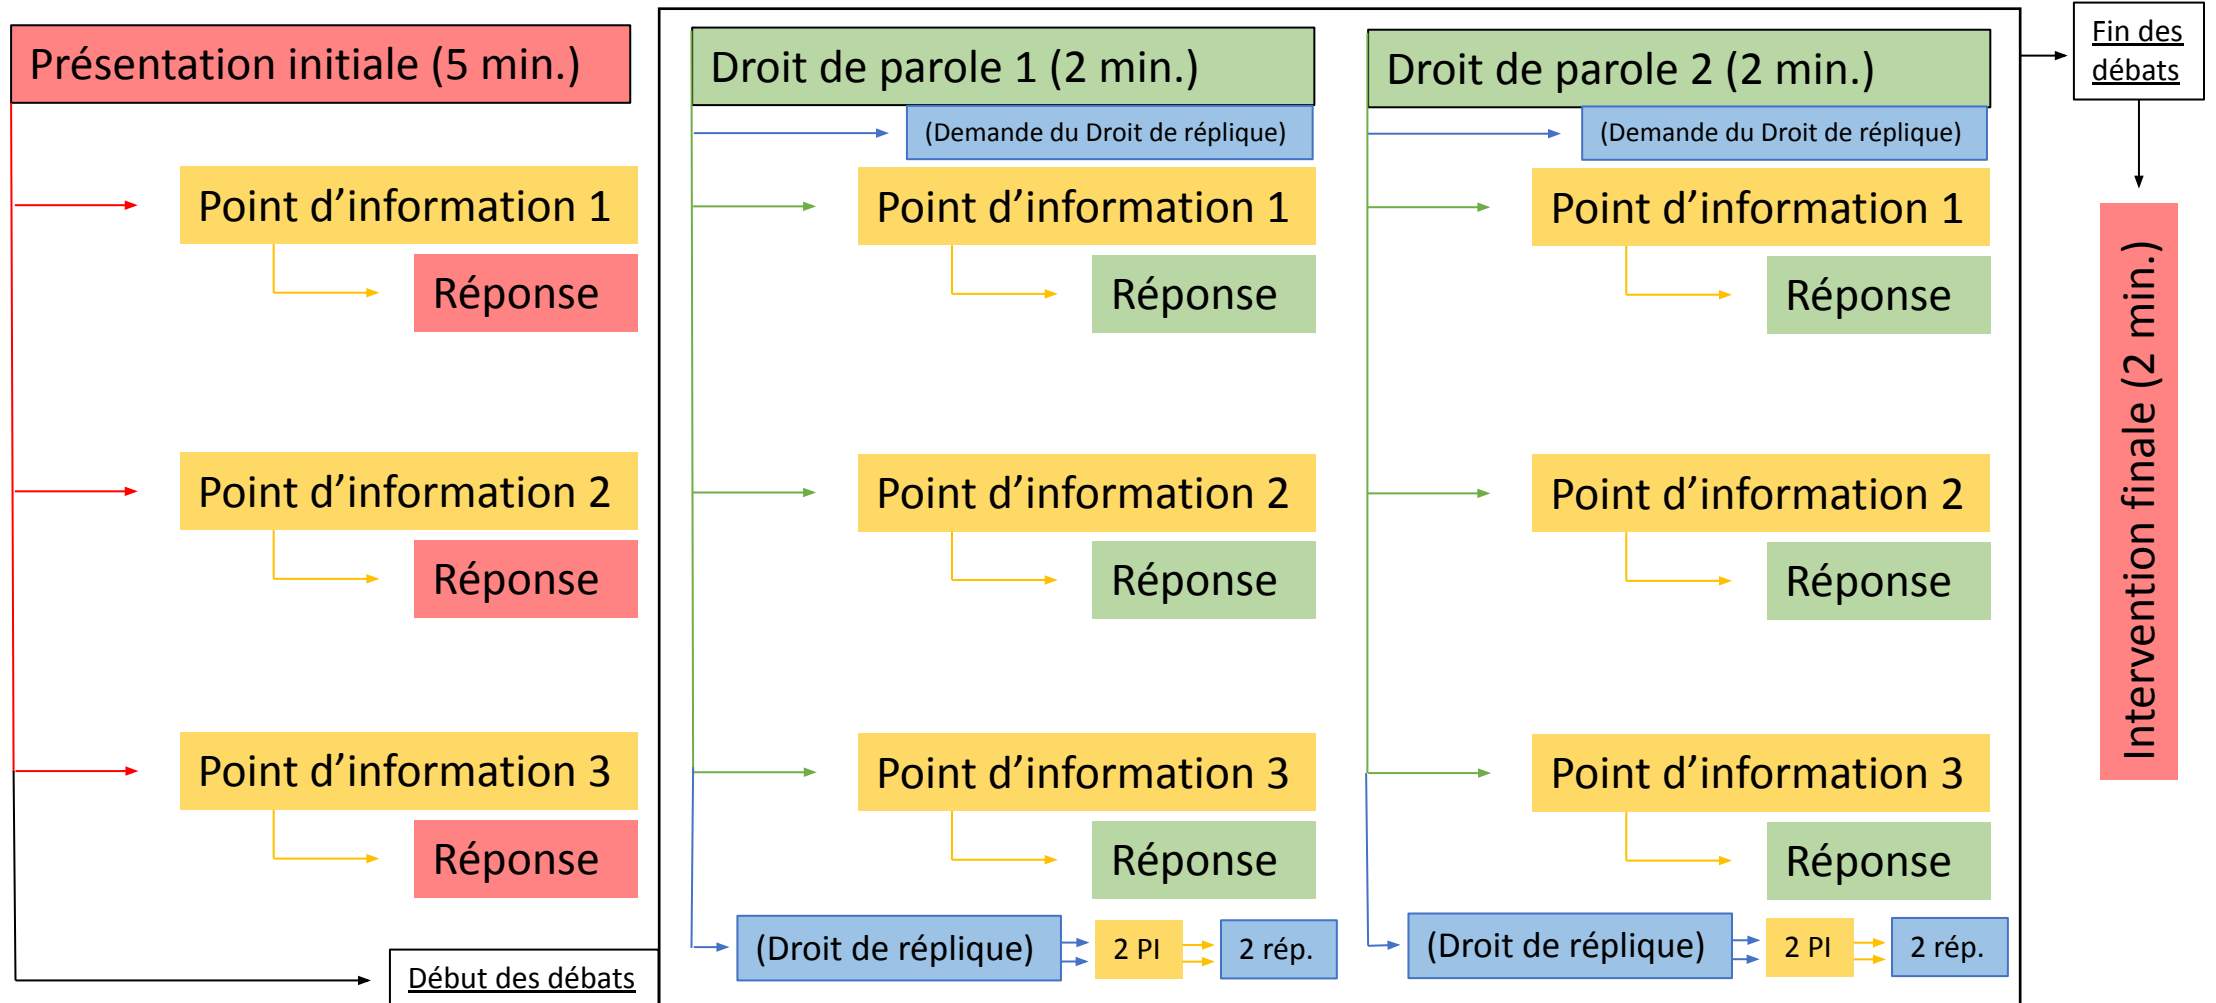 Présentation initiale (5 min.)
Point d’information 1
Réponse
Point d’information 2
Réponse
Point d’information 3
Réponse
Début des débats
Droit de parole 1 (2 min.)
(Demande du Droit de réplique)
Point d’information 1
Réponse
Point d’information 2
Réponse
Point d’information 3
Réponse
(Droit de réplique)
2 PI
2 rép.
Droit de parole 2 (2 min.)
(Demande du Droit de réplique)
Point d’information 1
Réponse
Point d’information 2
Réponse
Point d’information 3
Réponse
(Droit de réplique)
2 PI
2 rép.
Fin des
débats
Intervention finale (2 min.)